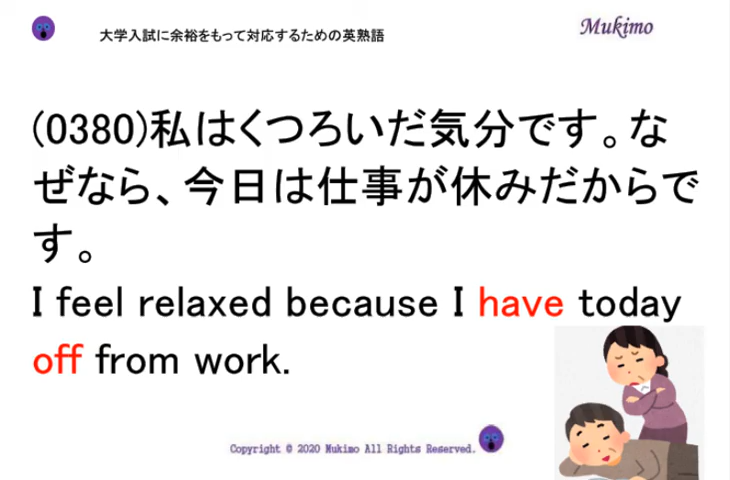 大学入試に余裕をもって対応するための英熟語
Mukimo
(0380)私はくつろいだ気分です。な
ぜなら、今日は仕事が休みだからで
す。
I feel relaxed because I have today
off from work.
Copyright © 2020 Mukimo All Rights Reserved.